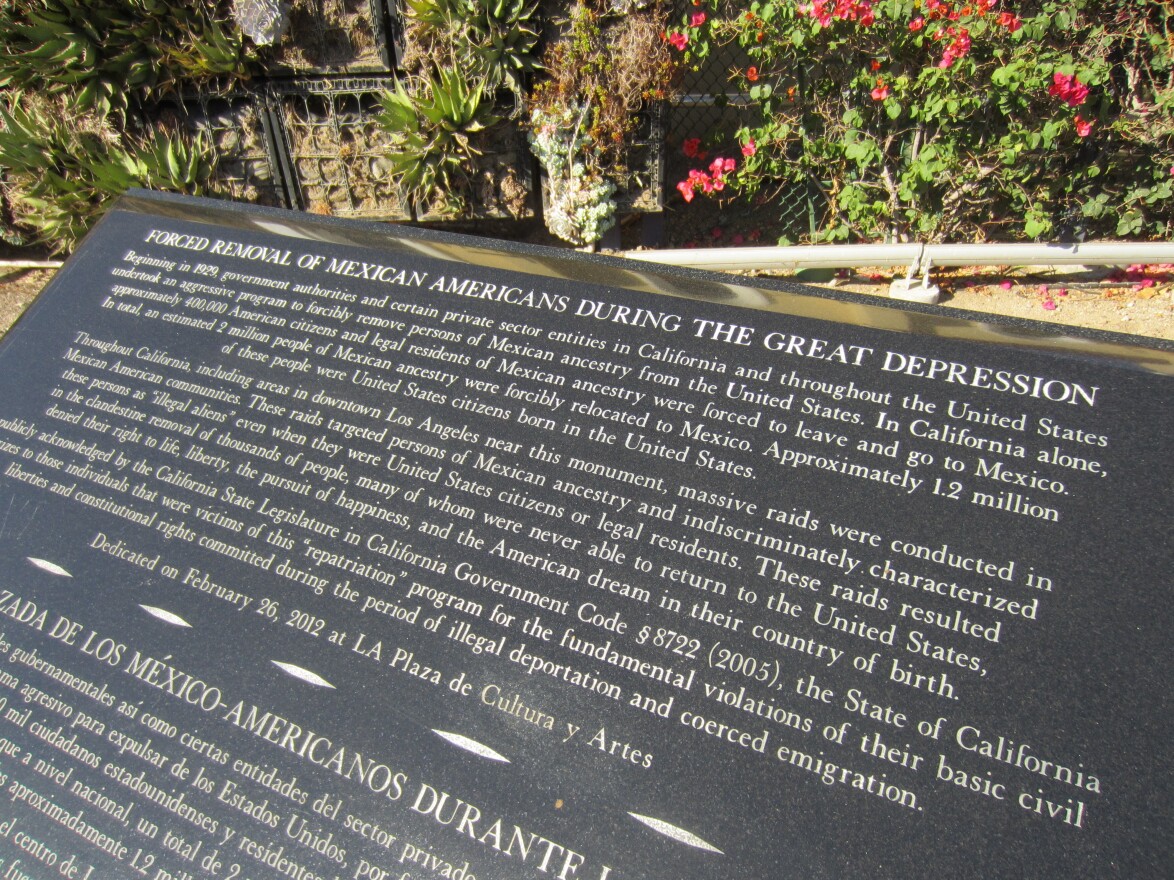 FORCED REMOVAL OF MEXICAN AMERICANS DURING THE GREAT DEPRESSION
Beginning in 1929, government authorities and certain private sector entities in California and throughout the United States
undertook an aggressive program to forcibly remove persons of Mexican ancestry from the United States. In California alone,
approximately 400,000 American citizens and legal residents of Mexican ancestry were forced to leave and go to Mexico.
In total, an estimated 2 million people of Mexican ancestry were forcibly relocated to Mexico. Approximately 1.2 million
of these people were United States citizens born in the United States.
Throughout California, including areas in downtown Los Angeles near this monument, massive raids were conducted in
Mexican American communities. These raids targeted persons of Mexican ancestry and indiscriminately characterized
these persons as "illegal aliens" even when they were United States citizens or legal residents. These raids resulted
in the clandestine removal of thousands of people, many of whom were never able to return to the United States,
denied their right to life, liberty, the pursuit of happiness, and the American dream in their country of birth.
publicly acknowledged by the California State Legislature in California Government Code §8722 (2005), the State of California
to those individuals that were victims of this "repatriation" program for the fundamental violations of their basic civil
liberties and constitutional rights committed during the period of illegal deportation and coerced emigration.
Dedicated on February 26, 2012 at LA Plaza de Cultura y Artes
DE LOS MÉXICO-AMERICANOS DURANTE
gubernamentales así como ciertas entidades del sector privado
agresivo para expulsar de los Estados Unidos, por
mil ciudadanos estadounidenses y residentes
que a nivel nacional, un total de 2
aproximadamente 1.2
el centro de